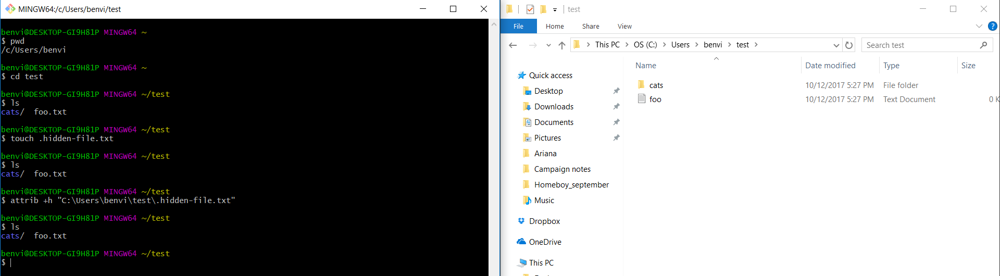 MINGW64:/c/Users/benvi/test
benvi@DESKTOP-GI9H81P MINGW64 ~
$ pwd
/c/Users/benvi
benvi@DESKTOP-GI9H81P MINGW64 ~
$ cd test
benvi@DESKTOP-GI9H81P MINGW64 ~/test
$ ls
cats/  foo.txt
benvi@DESKTOP-GI9H81P MINGW64 ~/test
$ touch .hidden-file.txt
benvi@DESKTOP-GI9H81P MINGW64 ~/test
$ ls
cats/  foo.txt
benvi@DESKTOP-GI9H81P MINGW64 ~/test
$ attrib +h "C:\Users\benvi\test\.hidden-file.txt"
benvi@DESKTOP-GI9H81P MINGW64 ~/test
$ ls
cats/  foo.txt
benvi@DESKTOP-GI9H81P MINGW64 ~/test
$
test
File Home Share View ?
This PC > OS (C:) > Users > benvi > test >
Search test
Name Date modified Type Size
Quick access
Desktop
Downloads
Documents
Pictures
Ariana
Campaign notes
Homeboy_september
Music
Dropbox
OneDrive
This PC
cats 10/12/2017 5:27 PM File folder
foo 10/12/2017 5:27 PM Text Document 0 K